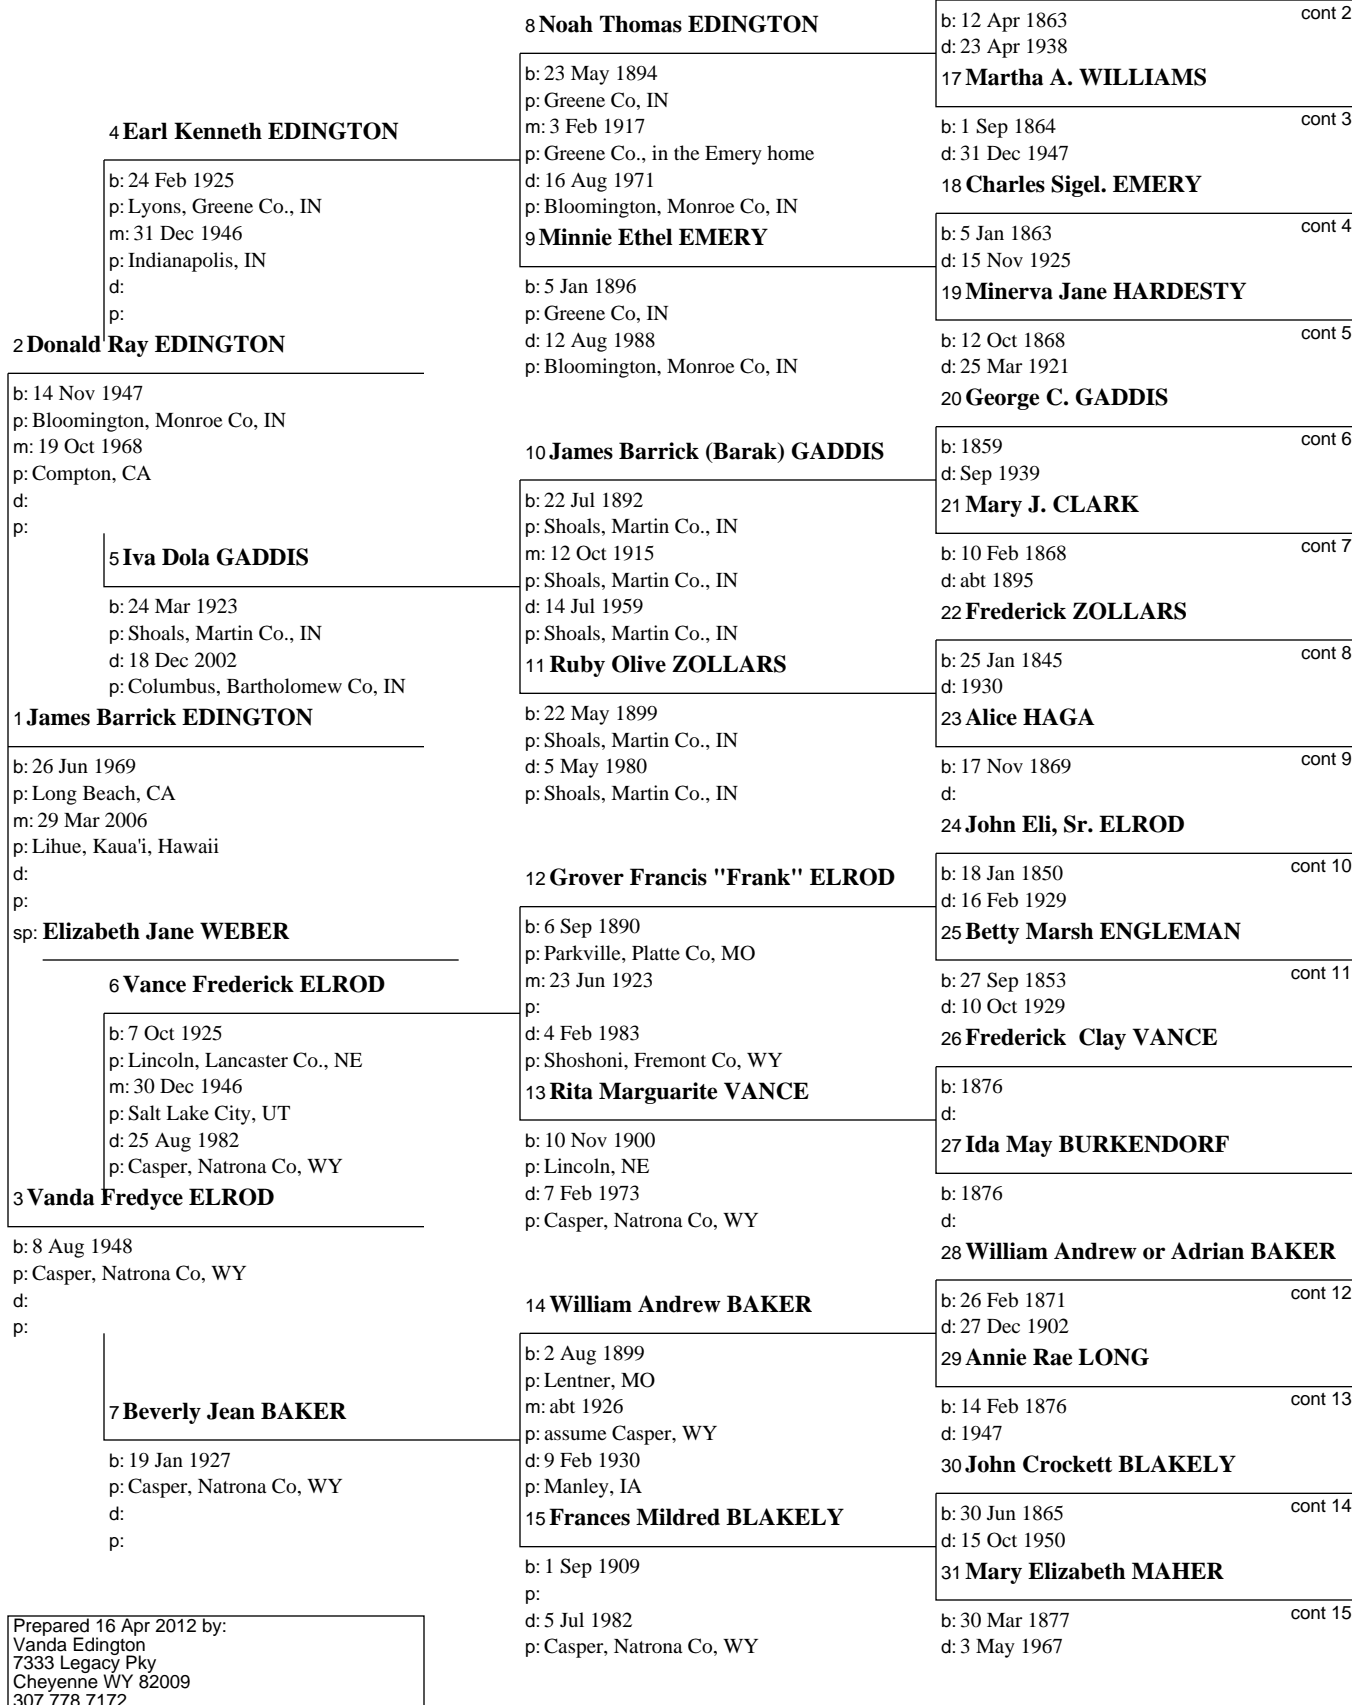 8 Noah Thomas EDINGTON
b: 23 May 1894
p: Greene Co, IN
m: 3 Feb 1917
p: Greene Co., in the Emery home
d: 16 Aug 1971
p: Bloomington, Monroe Co, IN
9 Minnie Ethel EMERY
b: 5 Jan 1896
p: Greene Co, IN
d: 12 Aug 1988
p: Bloomington, Monroe Co, IN
4 Earl Kenneth EDINGTON
b: 24 Feb 1925
p: Lyons, Greene Co., IN
m: 31 Dec 1946
p: Indianapolis, IN
d:
p:
2 Donald Ray EDINGTON
b: 14 Nov 1947
p: Bloomington, Monroe Co, IN
m: 19 Oct 1968
p: Compton, CA
d:
p:
5 Iva Dola GADDIS
b: 24 Mar 1923
p: Shoals, Martin Co., IN
d: 18 Dec 2002
p: Columbus, Bartholomew Co, IN
10 James Barrick (Barak) GADDIS
b: 22 Jul 1892
p: Shoals, Martin Co., IN
m: 12 Oct 1915
p: Shoals, Martin Co., IN
d: 14 Jul 1959
p: Shoals, Martin Co., IN
11 Ruby Olive ZOLLARS
b: 22 May 1899
p: Shoals, Martin Co., IN
d: 5 May 1980
p: Shoals, Martin Co., IN
1 James Barrick EDINGTON
b: 26 Jun 1969
p: Long Beach, CA
m: 29 Mar 2006
p: Lihue, Kaua'i, Hawaii
d:
p:
sp: Elizabeth Jane WEBER
6 Vance Frederick ELROD
b: 7 Oct 1925
p: Lincoln, Lancaster Co., NE
m: 30 Dec 1946
p: Salt Lake City, UT
d: 25 Aug 1982
p: Casper, Natrona Co, WY
3 Vanda Fredyce ELROD
b: 8 Aug 1948
p: Casper, Natrona Co, WY
d:
p:
7 Beverly Jean BAKER
b: 19 Jan 1927
p: Casper, Natrona Co, WY
d:
p:
12 Grover Francis "Frank" ELROD
b: 6 Sep 1890
p: Parkville, Platte Co, MO
m: 23 Jun 1923
p:
d: 4 Feb 1983
p: Shoshoni, Fremont Co, WY
13 Rita Marguarite VANCE
b: 10 Nov 1900
p: Lincoln, NE
d: 7 Feb 1973
p: Casper, Natrona Co, WY
14 William Andrew BAKER
b: 2 Aug 1899
p: Lentner, MO
m: abt 1926
p: assume Casper, WY
d: 9 Feb 1930
p: Manley, IA
15 Frances Mildred BLAKELY
b: 1 Sep 1909
p:
d: 5 Jul 1982
p: Casper, Natrona Co, WY
b: 12 Apr 1863 cont 2
d: 23 Apr 1938
17 Martha A. WILLIAMS
b: 1 Sep 1864 cont 3
d: 31 Dec 1947
18 Charles Sigel. EMERY
b: 5 Jan 1863 cont 4
d: 15 Nov 1925
19 Minerva Jane HARDESTY
b: 12 Oct 1868 cont 5
d: 25 Mar 1921
20 George C. GADDIS
b: 1859 cont 6
d: Sep 1939
21 Mary J. CLARK
b: 10 Feb 1868 cont 7
d: abt 1895
22 Frederick ZOLLARS
b: 25 Jan 1845 cont 8
d: 1930
23 Alice HAGA
b: 17 Nov 1869 cont 9
d:
24 John Eli, Sr. ELROD
b: 18 Jan 1850 cont 10
d: 16 Feb 1929
25 Betty Marsh ENGLEMAN
b: 27 Sep 1853 cont 11
d: 10 Oct 1929
26 Frederick Clay VANCE
b: 1876
d:
27 Ida May BURKENDORF
b: 1876
d:
28 William Andrew or Adrian BAKER
b: 26 Feb 1871 cont 12
d: 27 Dec 1902
29 Annie Rae LONG
b: 14 Feb 1876 cont 13
d: 1947
30 John Crockett BLAKELY
b: 30 Jun 1865 cont 14
d: 15 Oct 1950
31 Mary Elizabeth MAHER
b: 30 Mar 1877 cont 15
d: 3 May 1967
Prepared 16 Apr 2012 by:
Vanda Edington
7333 Legacy Pky
Cheyenne WY 82009
307 778 7172